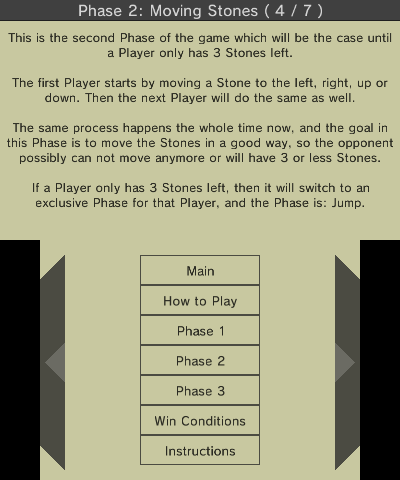 Phase 2: Moving Stones ( 4 / 7 )
This is the second Phase of the game which will be the case until
a Player only has 3 Stones left.
The first Player starts by moving a Stone to the left, right, up or
down. Then the next Player will do the same as well.
The same process happens the whole time now, and the goal in
this Phase is to move the Stones in a good way, so the opponent
possibly can not move anymore or will have 3 or less Stones.
If a Player only has 3 Stones left, then it will switch to an
exclusive Phase for that Player, and the Phase is: Jump.
Main
How to Play
Phase 1
Phase 2
Phase 3
Win Conditions
Instructions